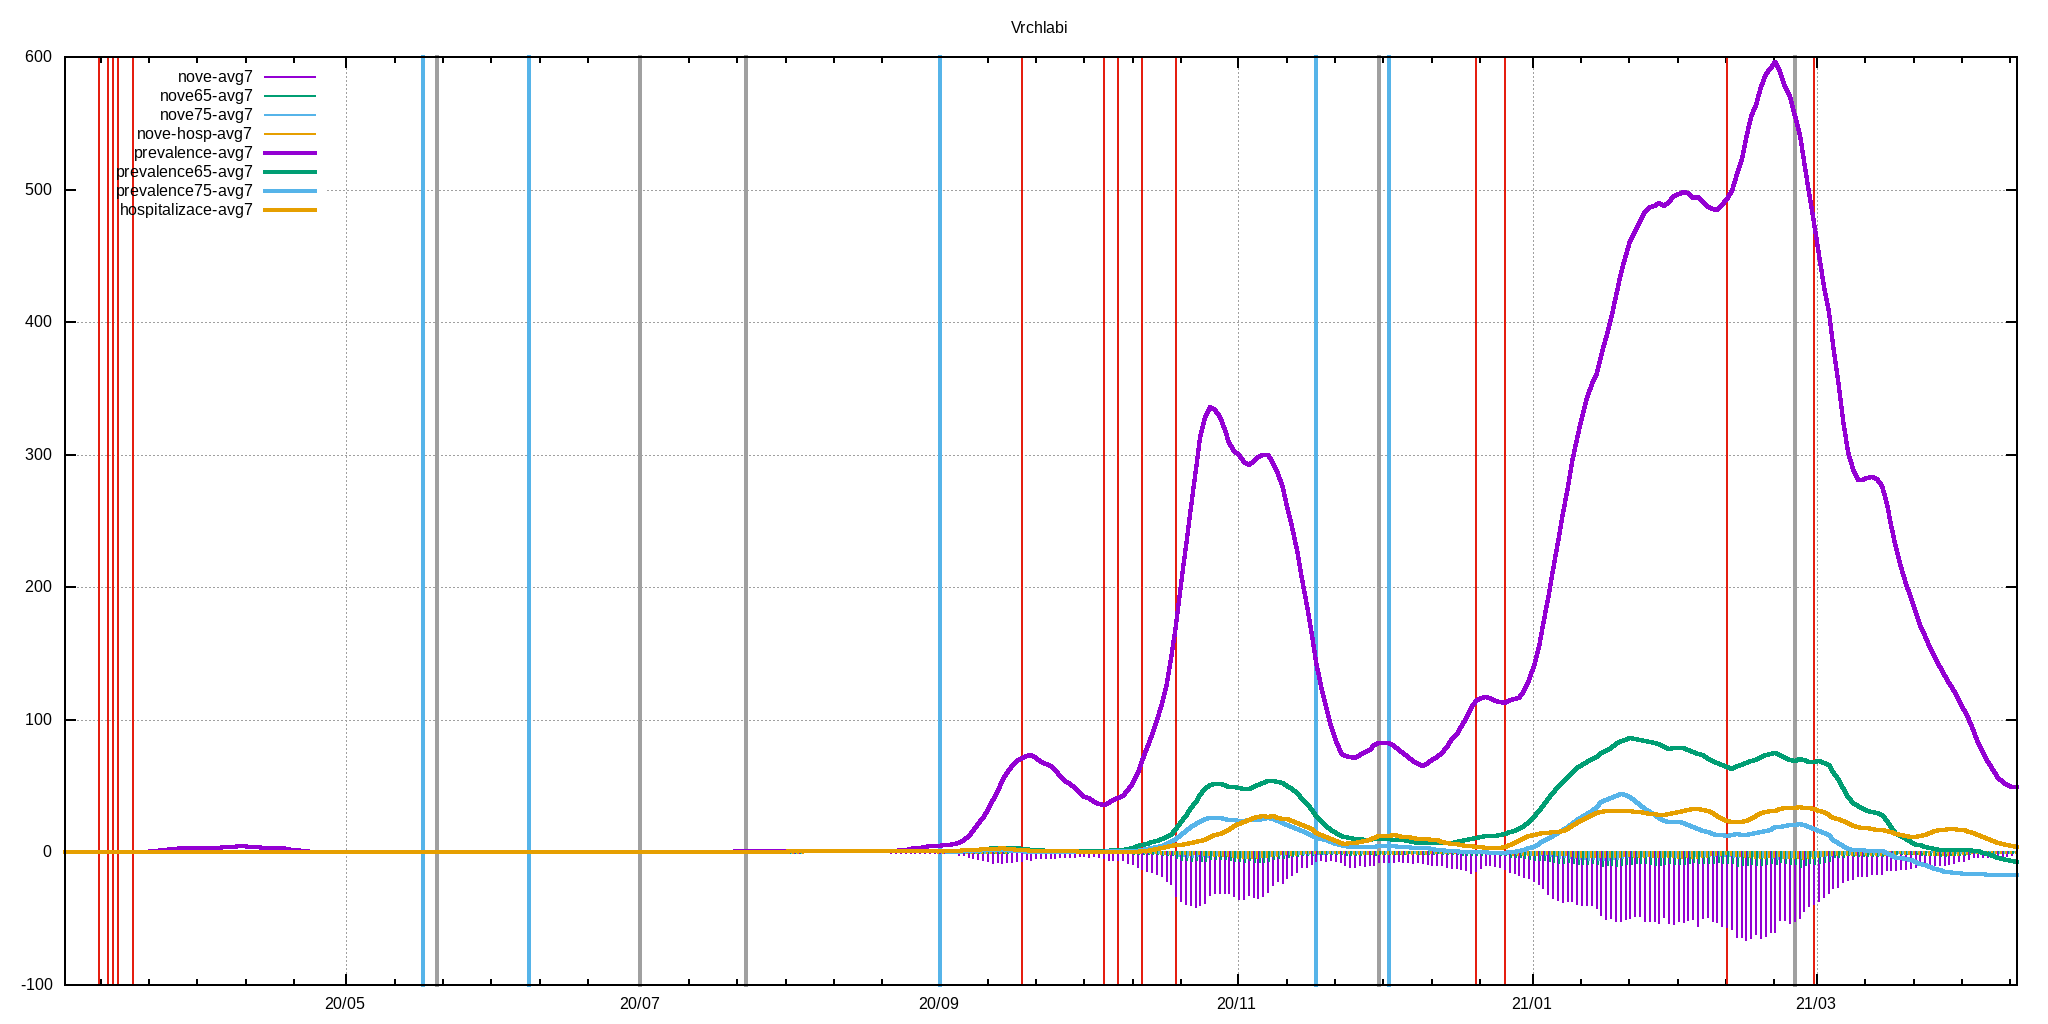 Vrchlabi
600
500
400
300
200
100
0
-100
nove-avg7
nove65-avg7
nove75-avg7
nove-hosp-avg7
prevalence-avg7
prevalence65-avg7
prevalence75-avg7
hospitalizace-avg7
20/05 20/07 20/09 20/11 21/01 21/03